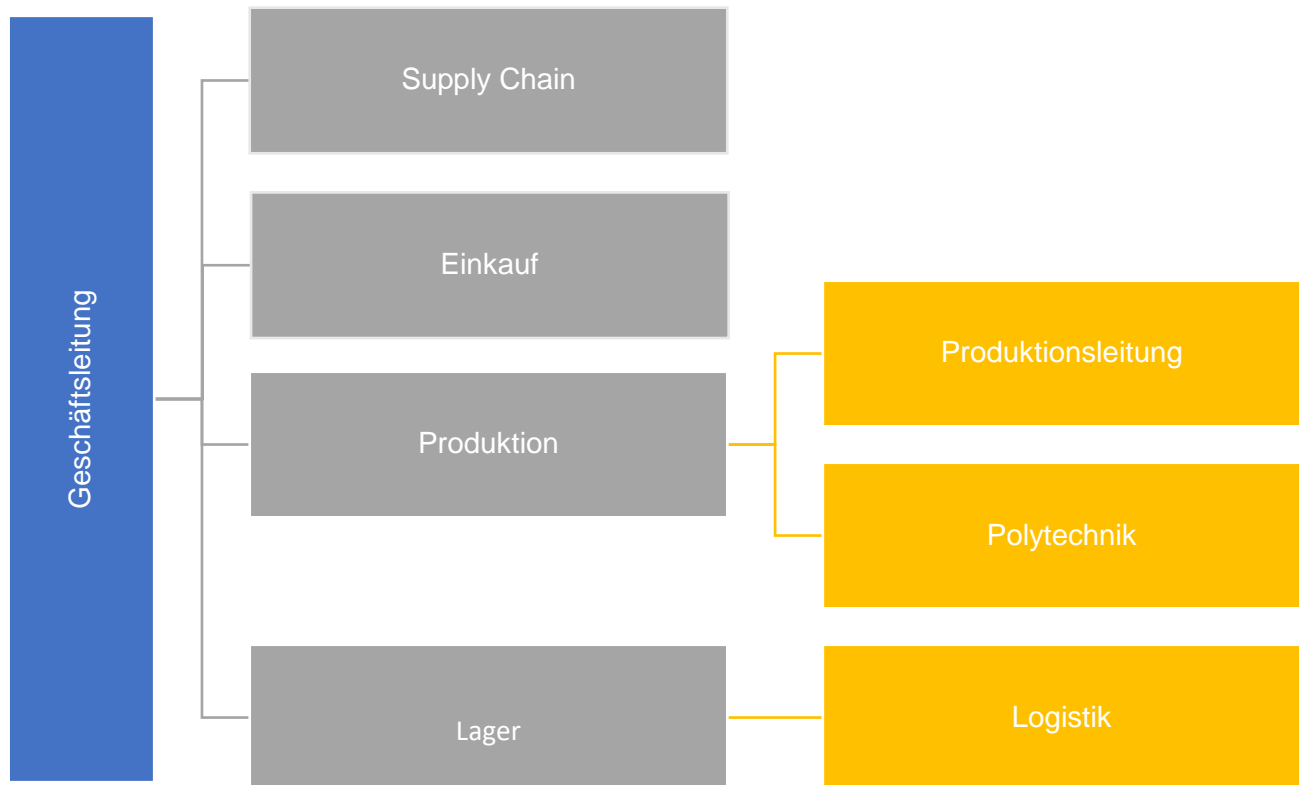 Geschäftsleitung
Supply Chain
Einkauf
Produktion
Produktionsleitung
Polytechnik
Lager
Logistik